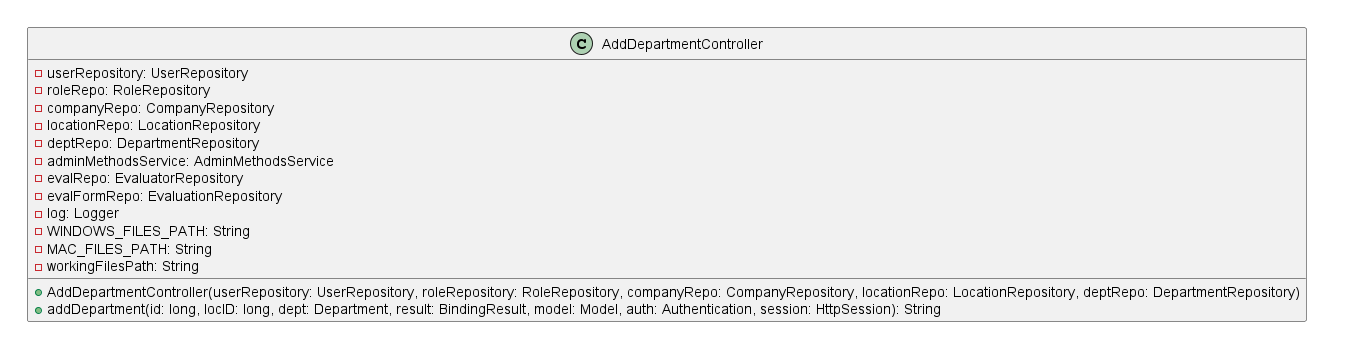 C AddDepartmentController
userRepository: UserRepository
roleRepo: RoleRepository
companyRepo: CompanyRepository
locationRepo: LocationRepository
deptRepo: DepartmentRepository
adminMethodsService: AdminMethodsService
evalRepo: EvaluatorRepository
evalFormRepo: EvaluationRepository
log: Logger
WINDOWS_FILES_PATH: String
MAC_FILES_PATH: String
workingFilesPath: String
AddDepartmentController(userRepository: UserRepository, roleRepository: RoleRepository, companyRepo: CompanyRepository, locationRepo: LocationRepository, deptRepo: DepartmentRepository)
addDepartment(id: long, locID: long, dept: Department, result: BindingResult, model: Model, auth: Authentication, session: HttpSession): String